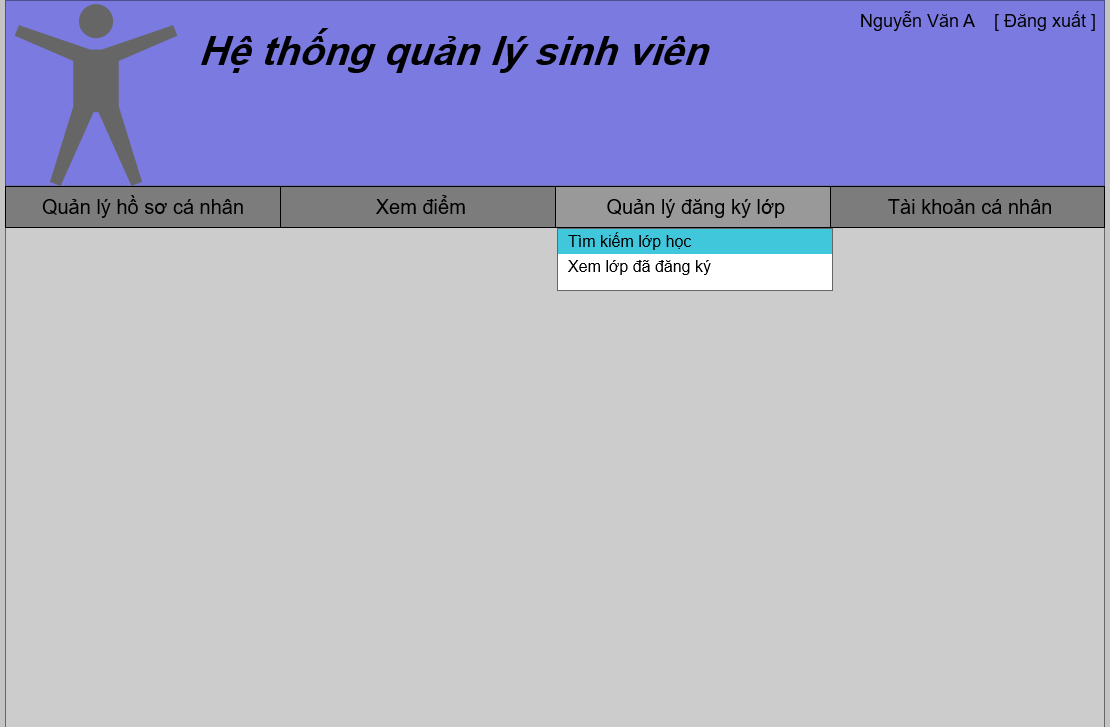 Nguyễn Văn A [ Đăng xuất ]
Hệ thống quản lý sinh viên
Quản lý hồ sơ cá nhân
Xem điểm
Quản lý đăng ký lớp
Tài khoản cá nhân
Tìm kiếm lớp học
Xem lớp đã đăng ký